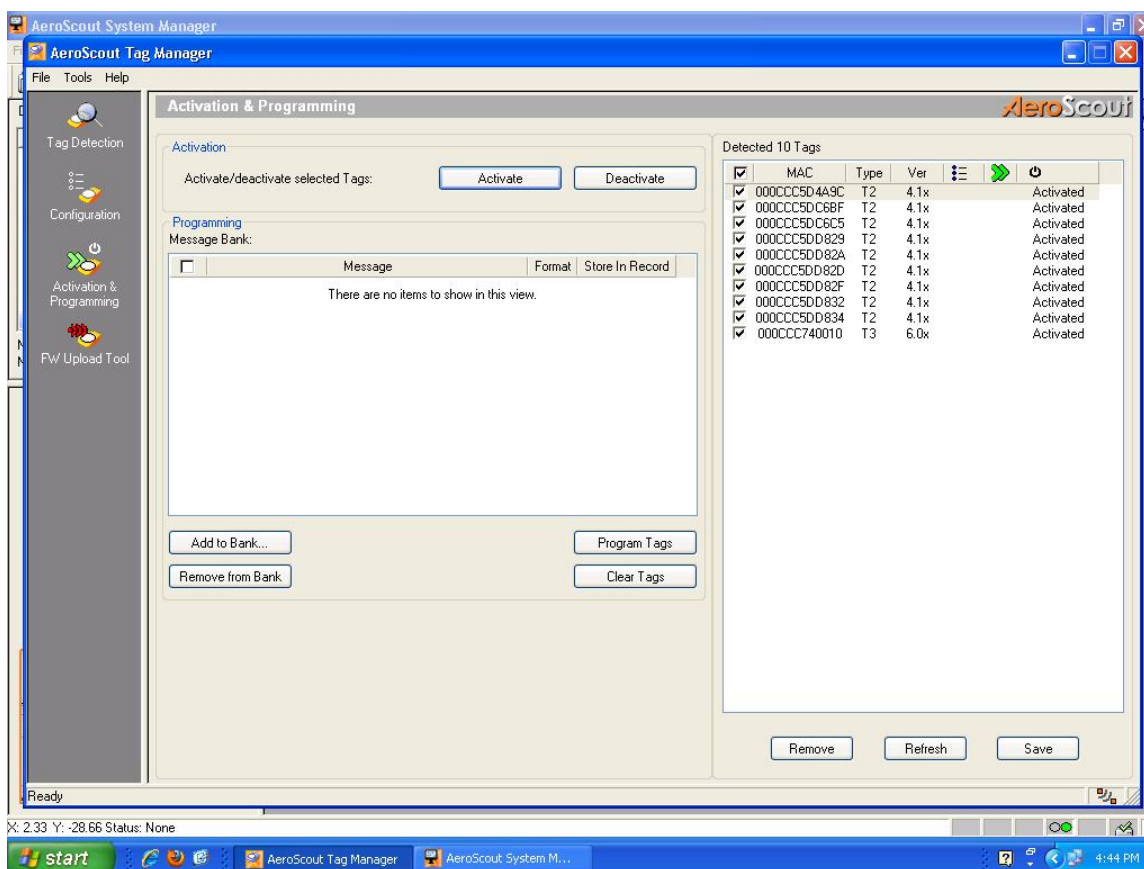 AeroScout System Manager
AeroScout Tag Manager
File Tools Help
Activation & Programming
AeroScout
Tag Detection
Configuration
Activation &
Programming
FW Upload Tool
Activation
Activate/deactivate selected Tags:
Activate
Deactivate
Programming
Message Bank:
Message Format Store In Record
There are no items to show in this view.
Add to Bank...
Program Tags
Remove from Bank
Clear Tags
Detected 10 Tags
MAC Type Ver
000CCC5D4A9C T2 4.1x Activated
000CCC5DC6BF T2 4.1x Activated
000CCC5DC6C5 T2 4.1x Activated
000CCC5DD829 T2 4.1x Activated
000CCC5DD82A T2 4.1x Activated
000CCC5DD82D T2 4.1x Activated
000CCC5DD82F T2 4.1x Activated
000CCC5DD832 T2 4.1x Activated
000CCC5DD834 T2 4.1x Activated
000CCC740010 T3 6.0x Activated
Remove
Refresh
Save
Ready
X: 2.33 Y: -28.66 Status: None
start
AeroScout Tag Manager
AeroScout System M...
4:44 PM